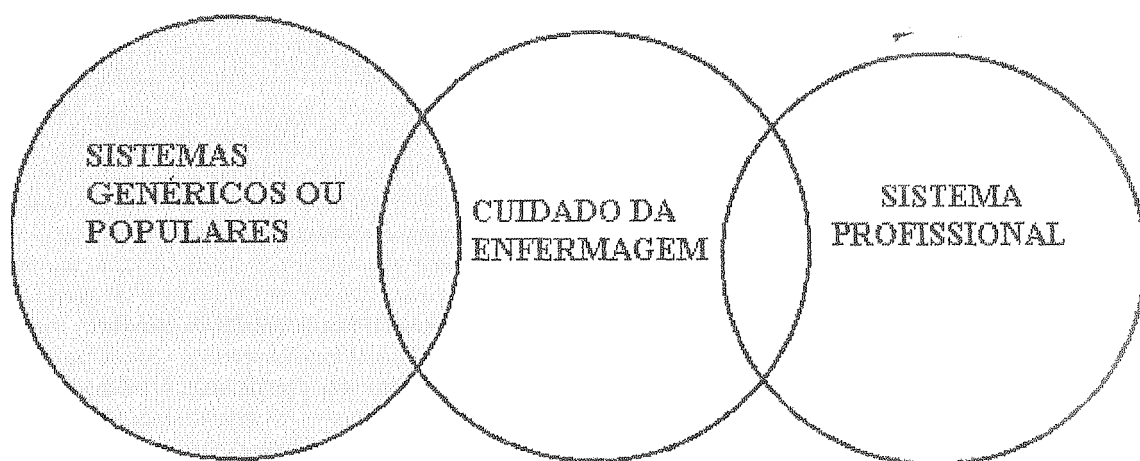 SISTEMAS
GENÉRICOS OU
POPULARES
CUIDADO DA
ENFERMAGEM
SISTEMA
PROFISSIONAL